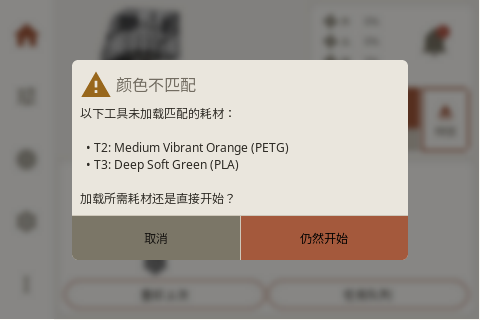 颜色不匹配
以下工具未加载匹配的耗材：
• T2: Medium Vibrant Orange (PETG)
• T3: Deep Soft Green (PLA)
加载所需耗材还是直接开始？
取消
仍然开始